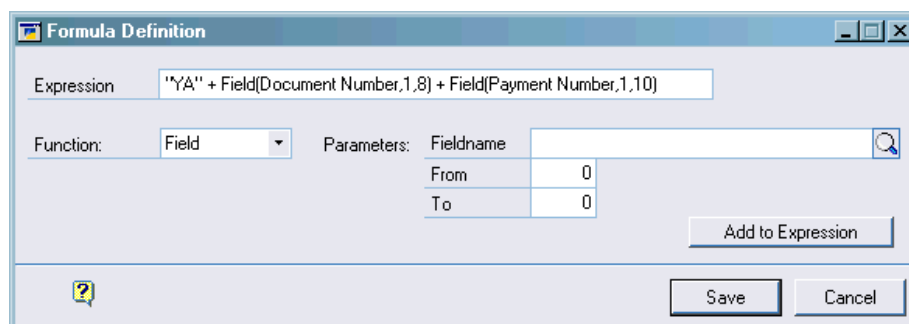 Formula Definition
Expression "YA" + Field(Document Number,1,8) + Field(Payment Number,1,10)
Function: Field Parameters: Fieldname
From 0
To 0
Add to Expression
? Save Cancel